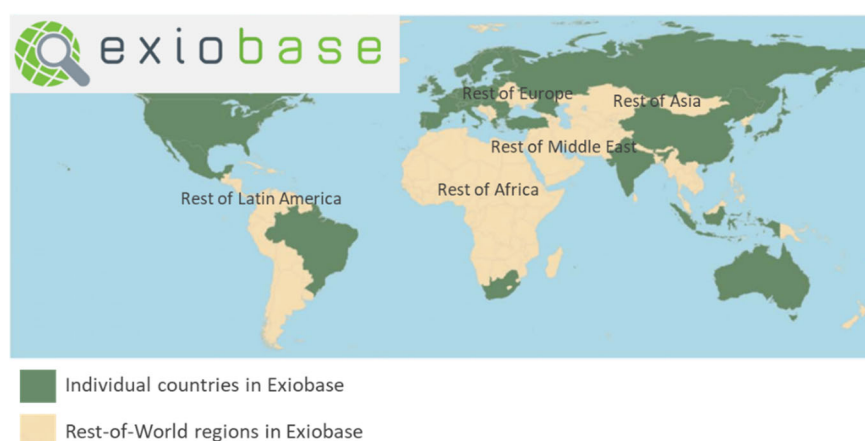 exiobase
Rest of Europe
Rest of Asia
Rest of Middle East
Rest of Africa
Rest of Latin America
Individual countries in Exiobase
Rest-of-World regions in Exiobase